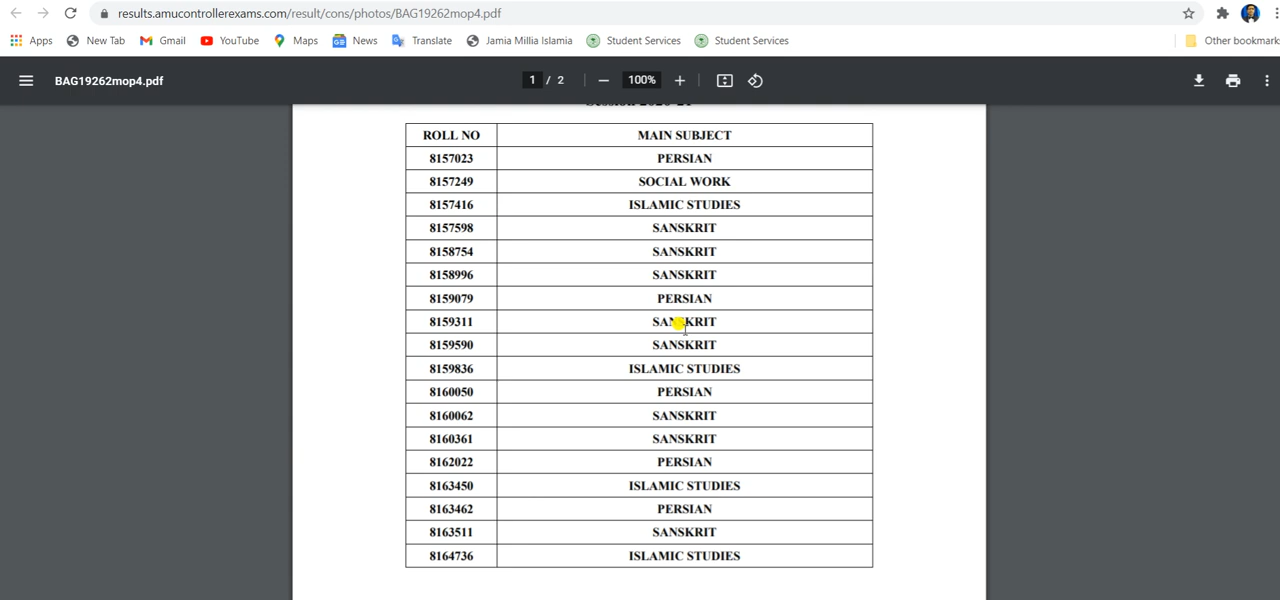 results.amucontrollerexams.com/result/cons/photos/BAG19262mop4.pdf
Apps New Tab Gmail YouTube Maps News Translate Jamia Millia Islamia Student Services Student Services Other bookmark
BAG19262mop4.pdf 1 / 2 100%
ROLL NO MAIN SUBJECT
8157023 PERSIAN
8157249 SOCIAL WORK
8157416 ISLAMIC STUDIES
8157598 SANSKRIT
8158754 SANSKRIT
8158996 SANSKRIT
8159079 PERSIAN
8159311 SANSKRIT
8159590 SANSKRIT
8159836 ISLAMIC STUDIES
8160050 PERSIAN
8160062 SANSKRIT
8160361 SANSKRIT
8162022 PERSIAN
8163450 ISLAMIC STUDIES
8163462 PERSIAN
8163511 SANSKRIT
8164736 ISLAMIC STUDIES